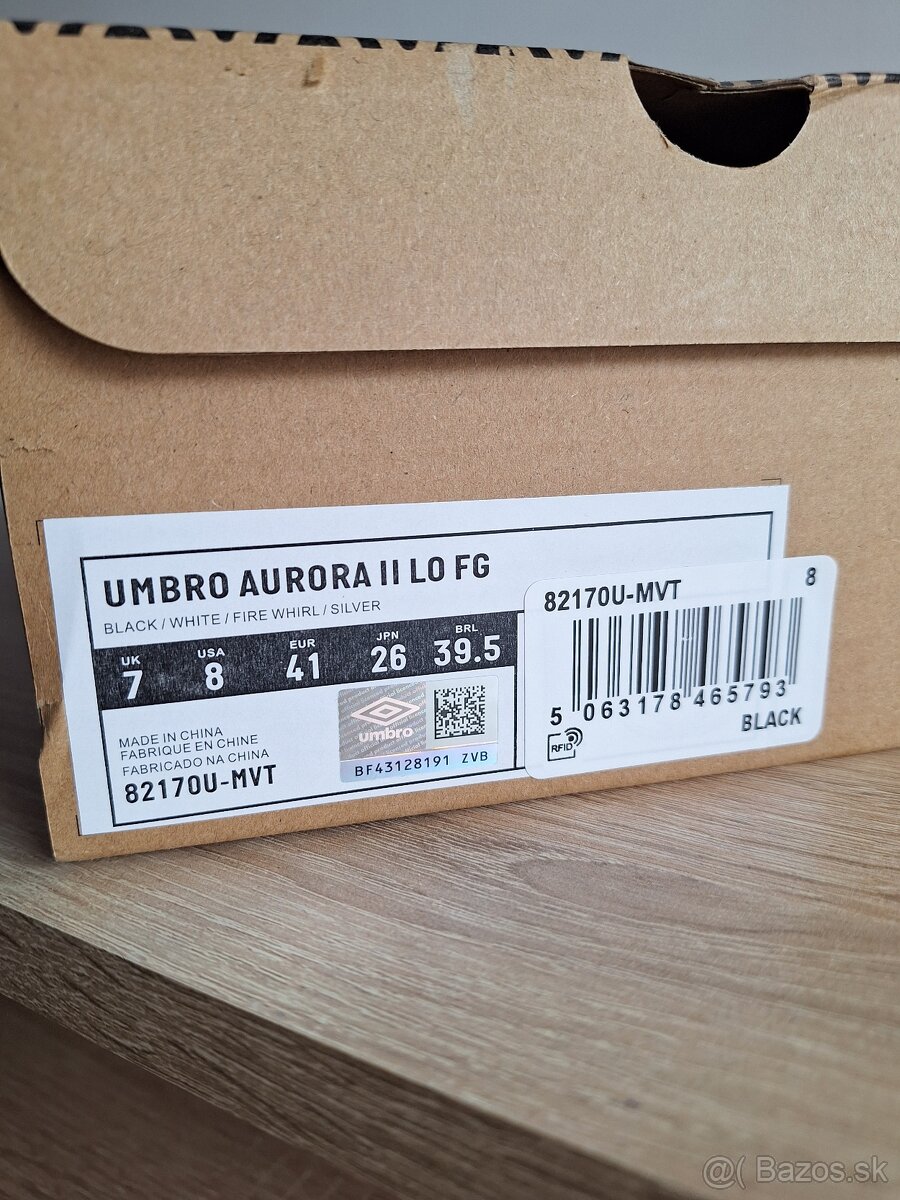 UMBRO AURORA II LO FG
BLACK / WHITE / FIRE WHIRL / SILVER
UK USA EUR JPN BRL
7 8 41 26 39.5
MADE IN CHINA
FABRIQUE EN CHINE
FABRICADO NA CHINA
82170U-MVT
umbro
BF43128191 ZVB
82170U-MVT 8
5 063178 465793
BLACK
RFID
@( Bazos.sk